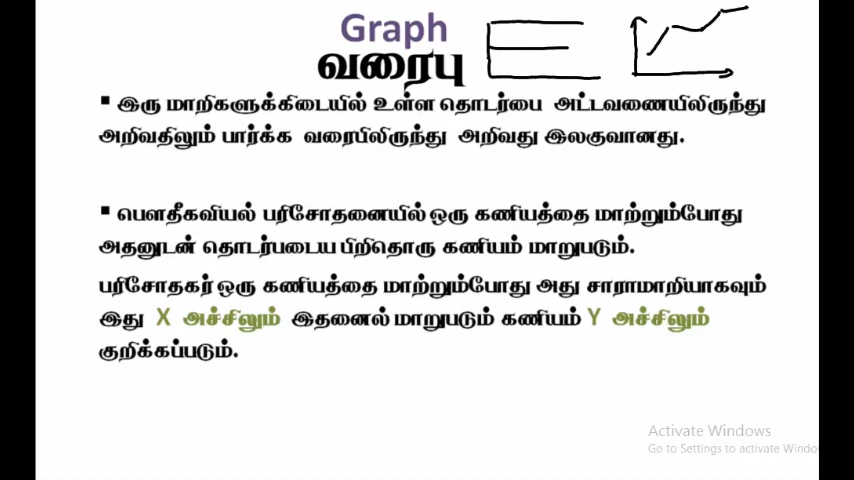 Graph
வரைபு
▪ இரு மாறிகளுக்கிடையில் உள்ள தொடர்பை அட்டவணையிலிருந்து
அறிவதிலும் பார்க்க வரைபிலிருந்து அறிவது இலகுவானது.
▪ பௌதீகவியல் பரிசோதனையில் ஒரு கணியத்தை மாற்றும்போது
அதனுடன் தொடர்படைய பிறிதொரு கணியம் மாறுபடும்.
பரிசோதகர் ஒரு கணியத்தை மாற்றும்போது அது சாராமாறியாகவும்
இது X அச்சிலும் இதனைல் மாறுபடும் கணியம் Y அச்சிலும்
குறிக்கப்படும்.
Activate Windows
Go to Settings to activate Windo